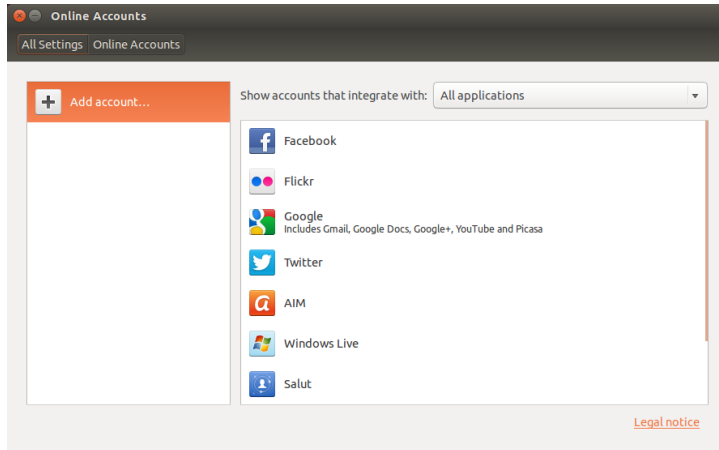 Online Accounts
All Settings Online Accounts
Add account...
Show accounts that integrate with: All applications
Facebook
Flickr
Google
Includes Gmail, Google Docs, Google+, YouTube and Picasa
Twitter
AIM
Windows Live
Salut
Legal notice